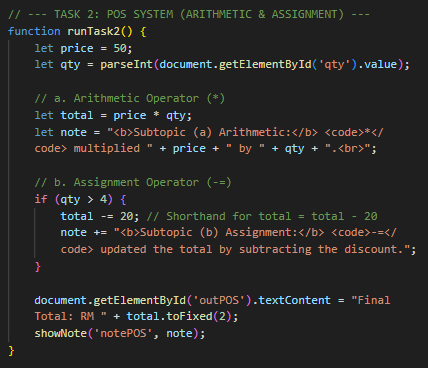 // --- TASK 2: POS SYSTEM (ARITHMETIC & ASSIGNMENT) ---
function runTask2() {
    let price = 50;
    let qty = parseInt(document.getElementById('qty').value);

    // a. Arithmetic Operator (*)
    let total = price * qty;
    let note = "<b>Subtopic (a) Arithmetic:</b> <code>*</
    code> multiplied " + price + " by " + qty + ".<br>";

    // b. Assignment Operator (-=)
    if (qty > 4) {
        total -= 20; // Shorthand for total = total - 20
        note += "<b>Subtopic (b) Assignment:</b> <code>-=</
        code> updated the total by subtracting the discount.";
    }

    document.getElementById('outPOS').textContent = "Final
    Total: RM " + total.toFixed(2);
    showNote('notePOS', note);
}